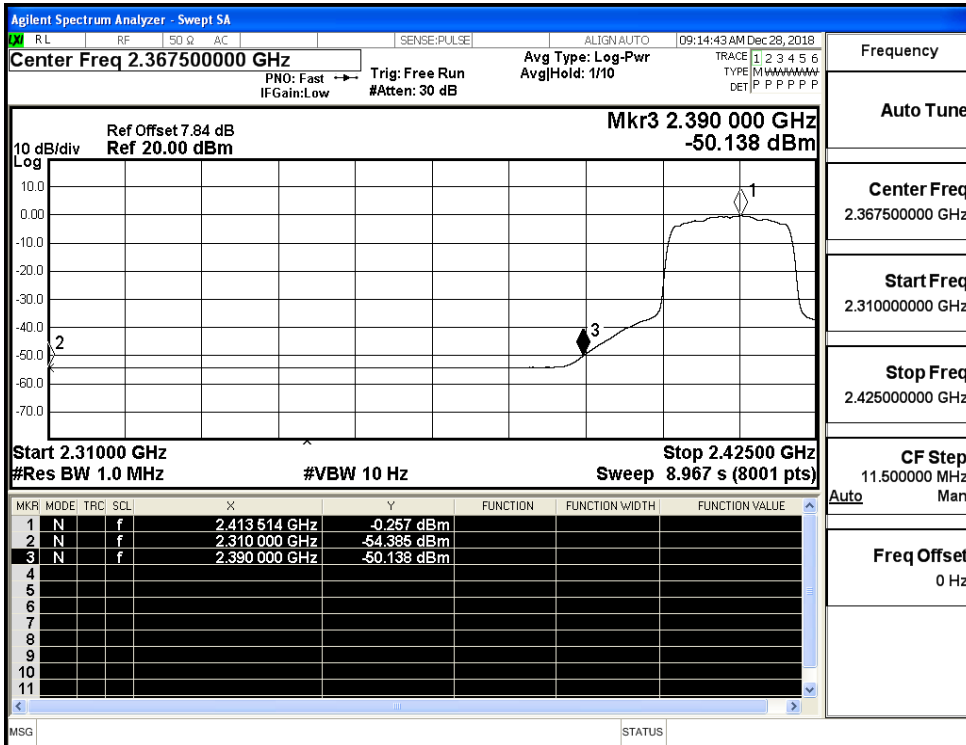 Agilent Spectrum Analyzer - Swept SA
LXI RL RF 50 Ω AC SENSE:PULSE ALIGN AUTO 09:14:43 AM Dec 28, 2018
Center Freq 2.367500000 GHz
PNO: Fast
IFGain:Low
Trig: Free Run
#Atten: 30 dB
Avg Type: Log-Pwr
Avg|Hold: 1/10
TRACE 1 2 3 4 5 6
TYPE M WWWWW
DET P P P P P P
Ref Offset 7.84 dB
10 dB/div Ref 20.00 dBm
Log
Mkr3 2.390 000 GHz
-50.138 dBm
10.0
0.00
-10.0
-20.0
-30.0
-40.0
-50.0
-60.0
-70.0
1
2
3
Start 2.31000 GHz Stop 2.42500 GHz
#Res BW 1.0 MHz #VBW 10 Hz Sweep 8.967 s (8001 pts)
MKR MODE TRC SCL X Y FUNCTION FUNCTION WIDTH FUNCTION VALUE
1 N f 2.413 514 GHz -0.257 dBm
2 N f 2.310 000 GHz -54.385 dBm
3 N f 2.390 000 GHz -50.138 dBm
4
5
6
7
8
9
10
11
MSG STATUS
Frequency
Auto Tune
Center Freq
2.367500000 GHz
Start Freq
2.310000000 GHz
Stop Freq
2.425000000 GHz
CF Step
11.500000 MHz
Auto Man
Freq Offset
0 Hz